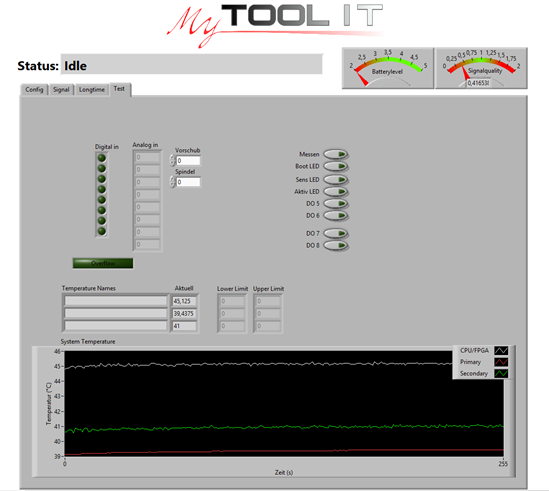 My TOOL IT
Status: Idle
2 2,5 3 3,5 4 4,5 5
Batterylevel
0 0,25 0,5 0,75 1 1,25 1,5 1,75 2
Signalquality
0,41653
Config Signal Longtime Test
Digital in
Analog in
Vorschub
0
Spindel
0
0
0
0
0
0
0
0
0
Messen
Boot LED
Sens LED
Aktiv LED
DO 5
DO 6
DO 7
DO 8
Overflow
Temperature Names Aktuell Lower Limit Upper Limit
45,125 0 0
39,4375 0 0
41 0 0
System Temperature
CPU/FPGA
Primary
Secondary
Temperatur (°C)
46
45
44
43
42
41
40
39
0 255
Zeit (s)